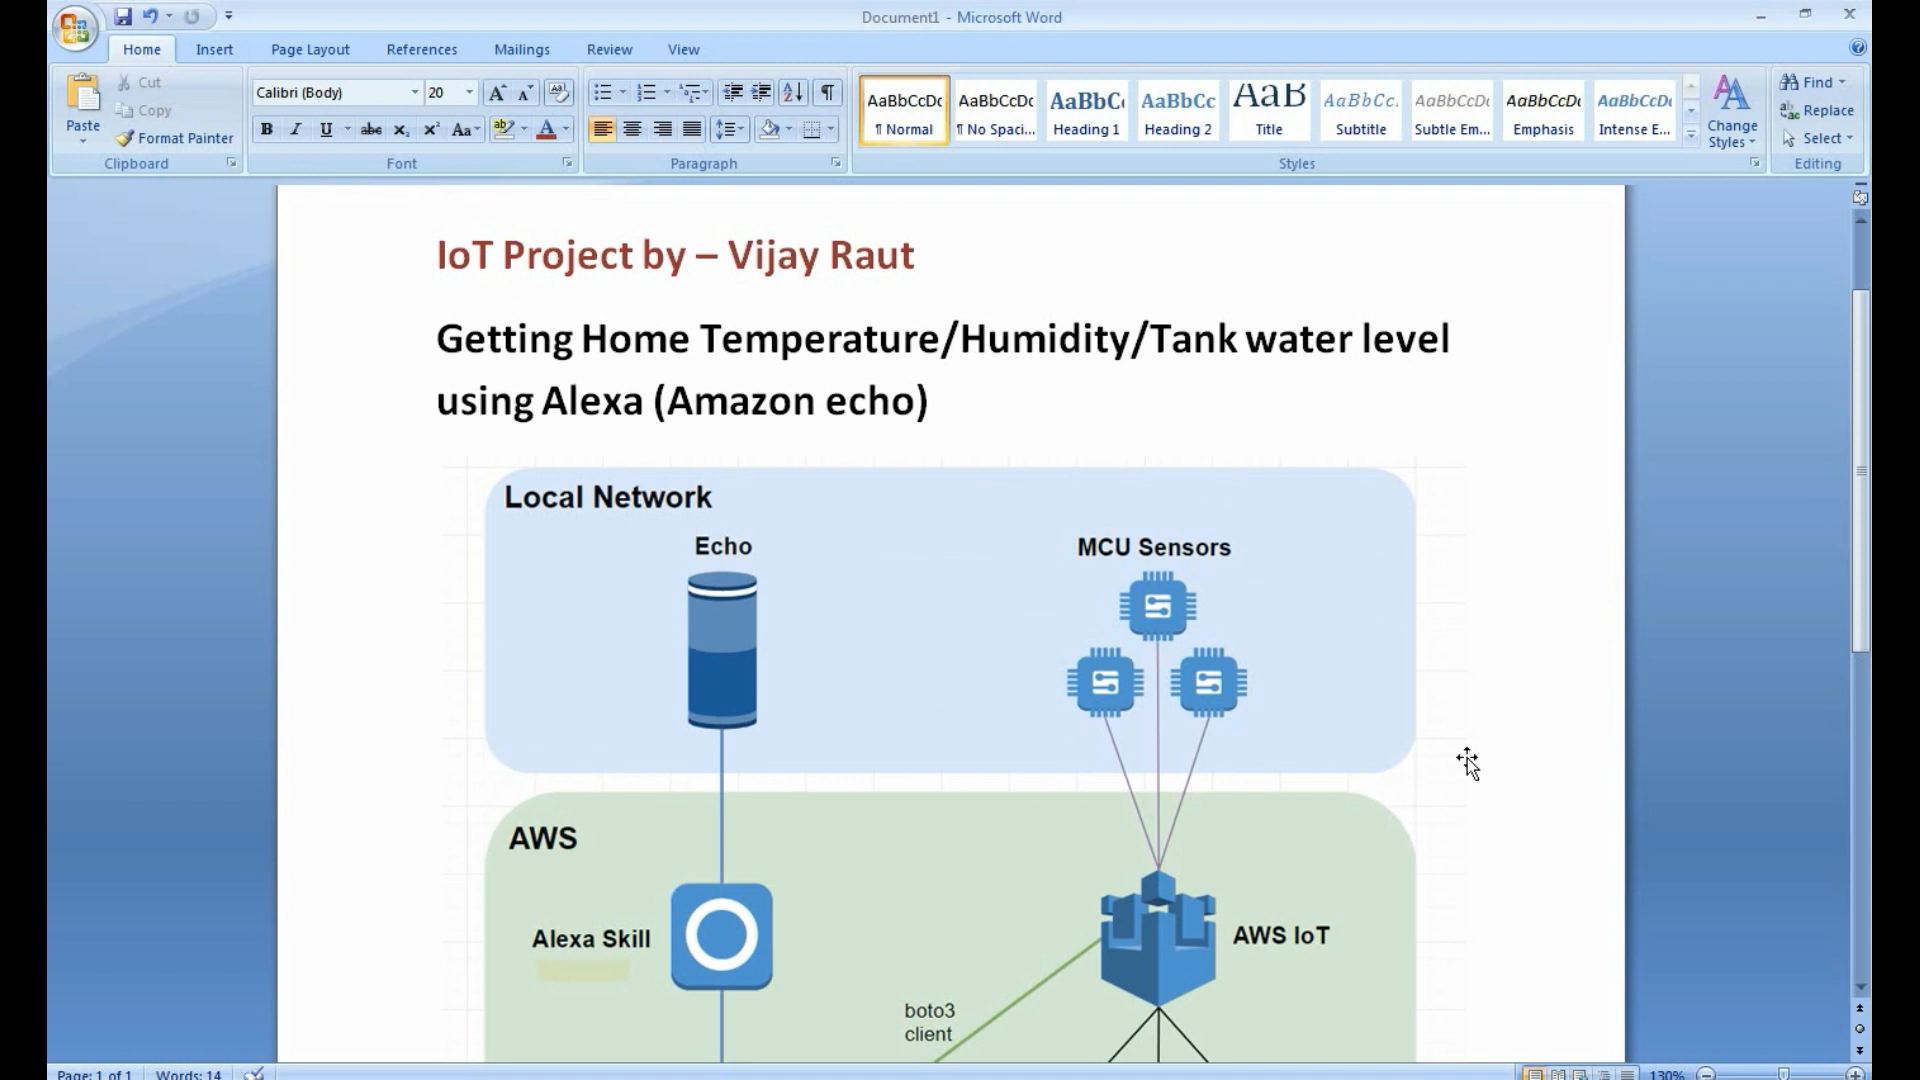 Document1 - Microsoft Word
Home Insert Page Layout References Mailings Review View
Paste
Cut
Copy
Format Painter
Clipboard
Calibri (Body) 20
B I U abc X₂ X² Aa
Font
Paragraph
AaBbCcDc AaBbCcDc AaBbC AaBbCc AaB AaBbCc. AaBbCcDc AaBbCcDc AaBbCcDc
¶ Normal ¶ No Spaci... Heading 1 Heading 2 Title Subtitle Subtle Em... Emphasis Intense E...
Styles
Change
Styles
Find
Replace
Select
Editing
IoT Project by – Vijay Raut
Getting Home Temperature/Humidity/Tank water level
using Alexa (Amazon echo)
Local Network
Echo
MCU Sensors
AWS
Alexa Skill
AWS IoT
boto3
client
Page: 1 of 1 Words: 14
130%